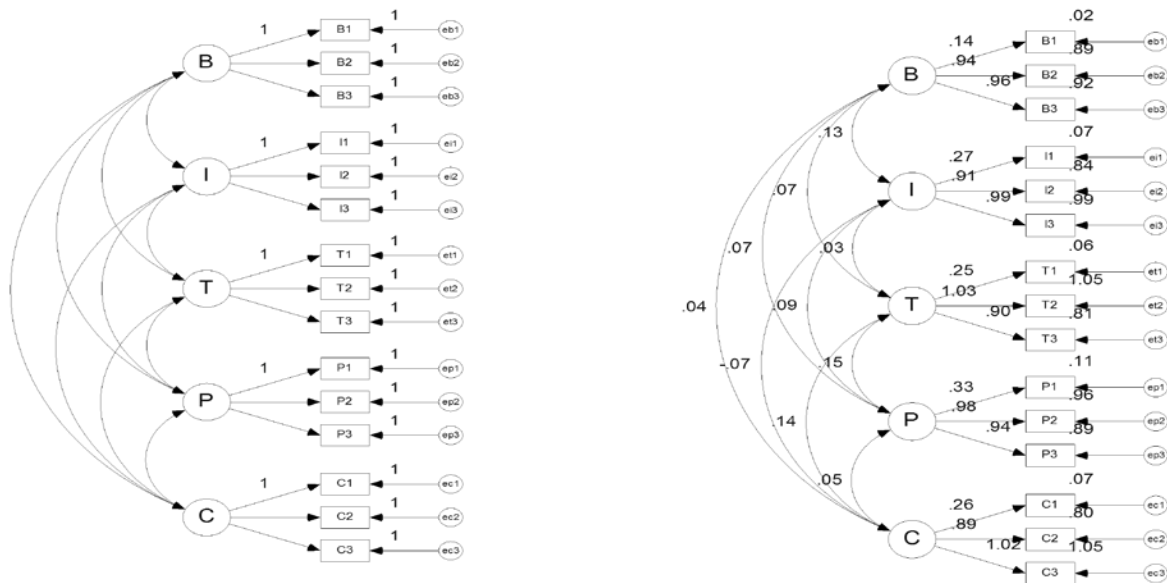 1 B1 1 eb1
B2 1 eb2
B
B3 1 eb3
1 I1 1 ei1
I2 1 ei2
I
I3 1 ei3
1 T1 1 et1
T2 1 et2
T
T3 1 et3
1 P1 1 ep1
P2 1 ep2
P
P3 1 ep3
1 C1 1 ec1
C2 1 ec2
C
C3 1 ec3
.02
.14 B1 .89 eb1
.94
B
B2 eb2
.96 .92
B3 eb3
.13 .07
.27 I1 .84 ei1
.91
.07 I I2 ei2
.99 .99
I3 ei3
.07 .03 .06
.25 T1 1.05 et1
1.03
.04 .09 T T2 et2
.90 .81
T3 et3
-.07 .15 .11
.33 P1 .96 ep1
.98
.14 P P2 ep2
.94 .89
P3 ep3
.05 .07
.26 C1 .80 ec1
.89
C C2 ec2
1.02 1.05
C3 ec3